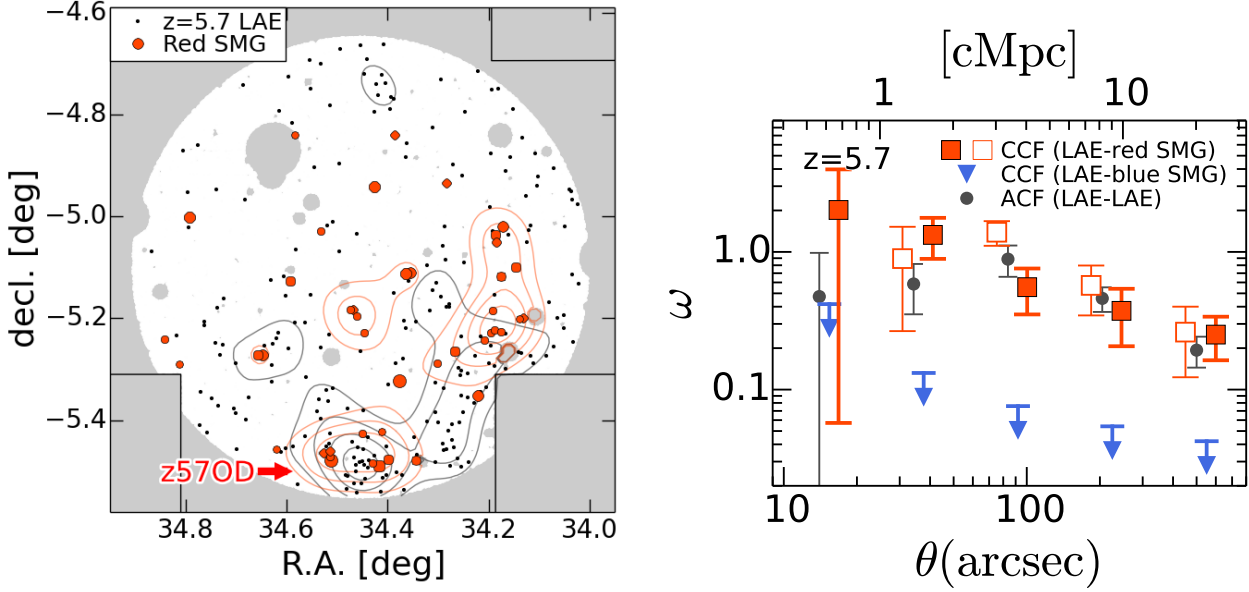 z=5.7 LAE
Red SMG
−4.6
−4.8
−5.0
−5.2
−5.4
decl. [deg]
z57OD
34.8 34.6 34.4 34.2 34.0
R.A. [deg]
[cMpc]
1 10
z=5.7
CCF (LAE-red SMG)
CCF (LAE-blue SMG)
ACF (LAE-LAE)
1.0
0.1
ω
10 100
θ(arcsec)